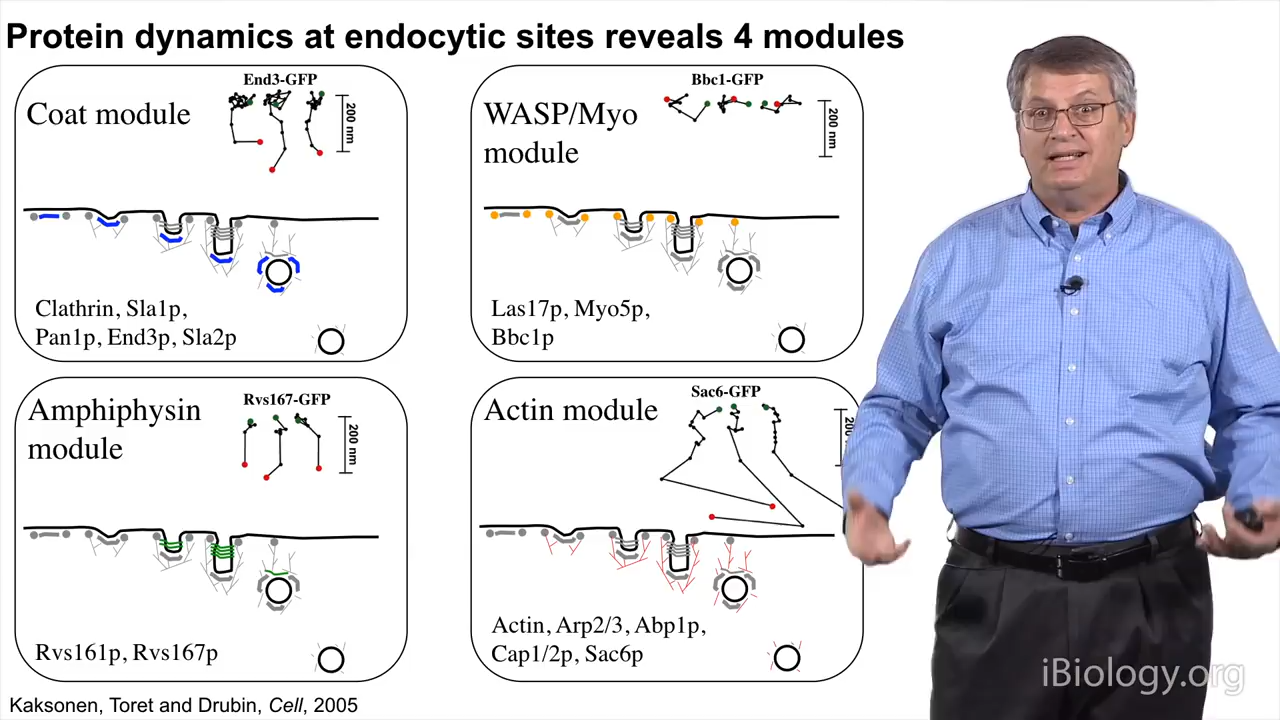 Protein dynamics at endocytic sites reveals 4 modules
Coat module
End3-GFP
200 nm
Clathrin, Sla1p,
Pan1p, End3p, Sla2p
WASP/Myo
module
Bbc1-GFP
200 nm
Las17p, Myo5p,
Bbc1p
Amphiphysin
module
Rvs167-GFP
200 nm
Rvs161p, Rvs167p
Actin module
Sac6-GFP
Actin, Arp2/3, Abp1p,
Cap1/2p, Sac6p
Kaksonen, Toret and Drubin, Cell, 2005
iBiology.org